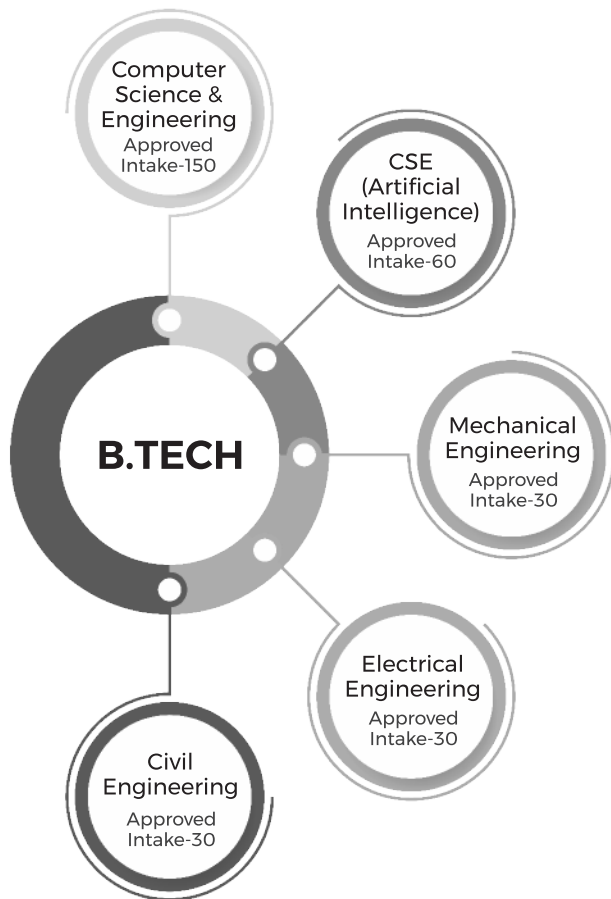 Computer
Science &
Engineering
Approved
Intake-150
CSE
(Artificial
Intelligence)
Approved
Intake-60
B.TECH
Mechanical
Engineering
Approved
Intake-30
Electrical
Engineering
Approved
Intake-30
Civil
Engineering
Approved
Intake-30